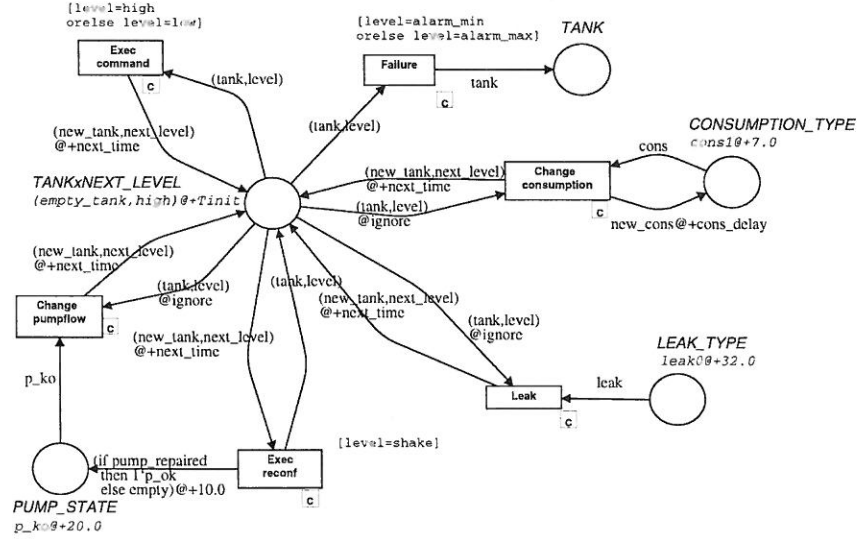 [level=high
orelse level=low]
Exec
command
C
(tank,level)
(new_tank,next_level)
@+next_time
[level=alarm_min
orelse level=alarm_max]
Failure
C
tank
TANK
(tank,level)
CONSUMPTION_TYPE
cons1@+7.0
cons
Change
consumption
C
new_cons@+cons_delay
(new_tank,next_level)
@+next_time
(tank,level)
@ignore
TANKxNEXT_LEVEL
(empty_tank,high)@+Tinit
(new_tank,next_level)
@+next_time
(tank,level)
@ignore
Change
pumpflow
C
(new_tank,next_level)
@+next_time
(tank,level)
(new_tank,next_level)
@+next_time
(tank,level)
@ignore
LEAK_TYPE
leak0@+32.0
leak
Leak
C
p_ko
[level=shake]
Exec
reconf
C
(if pump_repaired
then 1`p_ok
else empty)@+10.0
PUMP_STATE
p_ko@+20.0